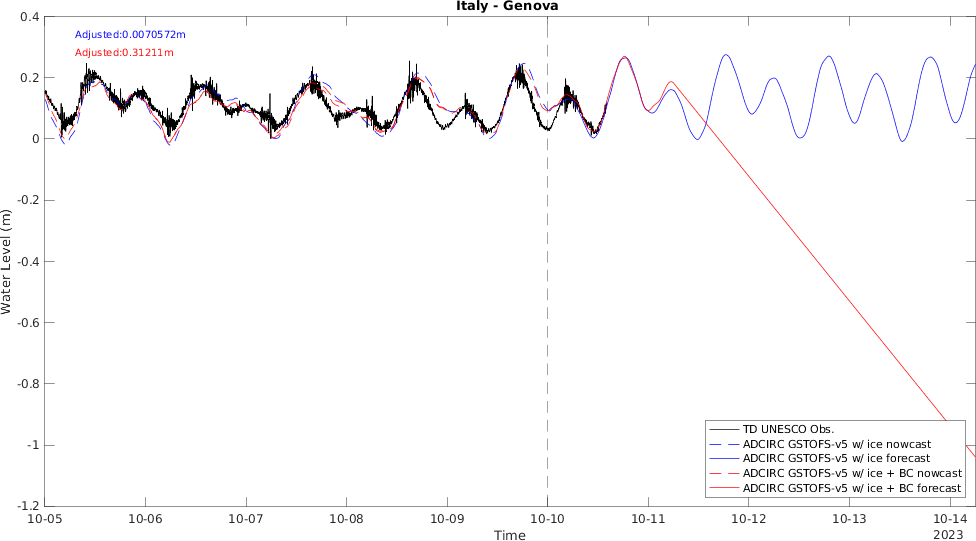 Italy - Genova
Adjusted:0.0070572m
Adjusted:0.31211m
0.4
0.2
0
-0.2
-0.4
-0.6
-0.8
-1
-1.2
Water Level (m)
10-05 10-06 10-07 10-08 10-09 10-10 10-11 10-12 10-13 10-14
Time
2023
TD UNESCO Obs.
ADCIRC GSTOFS-v5 w/ ice nowcast
ADCIRC GSTOFS-v5 w/ ice forecast
ADCIRC GSTOFS-v5 w/ ice + BC nowcast
ADCIRC GSTOFS-v5 w/ ice + BC forecast